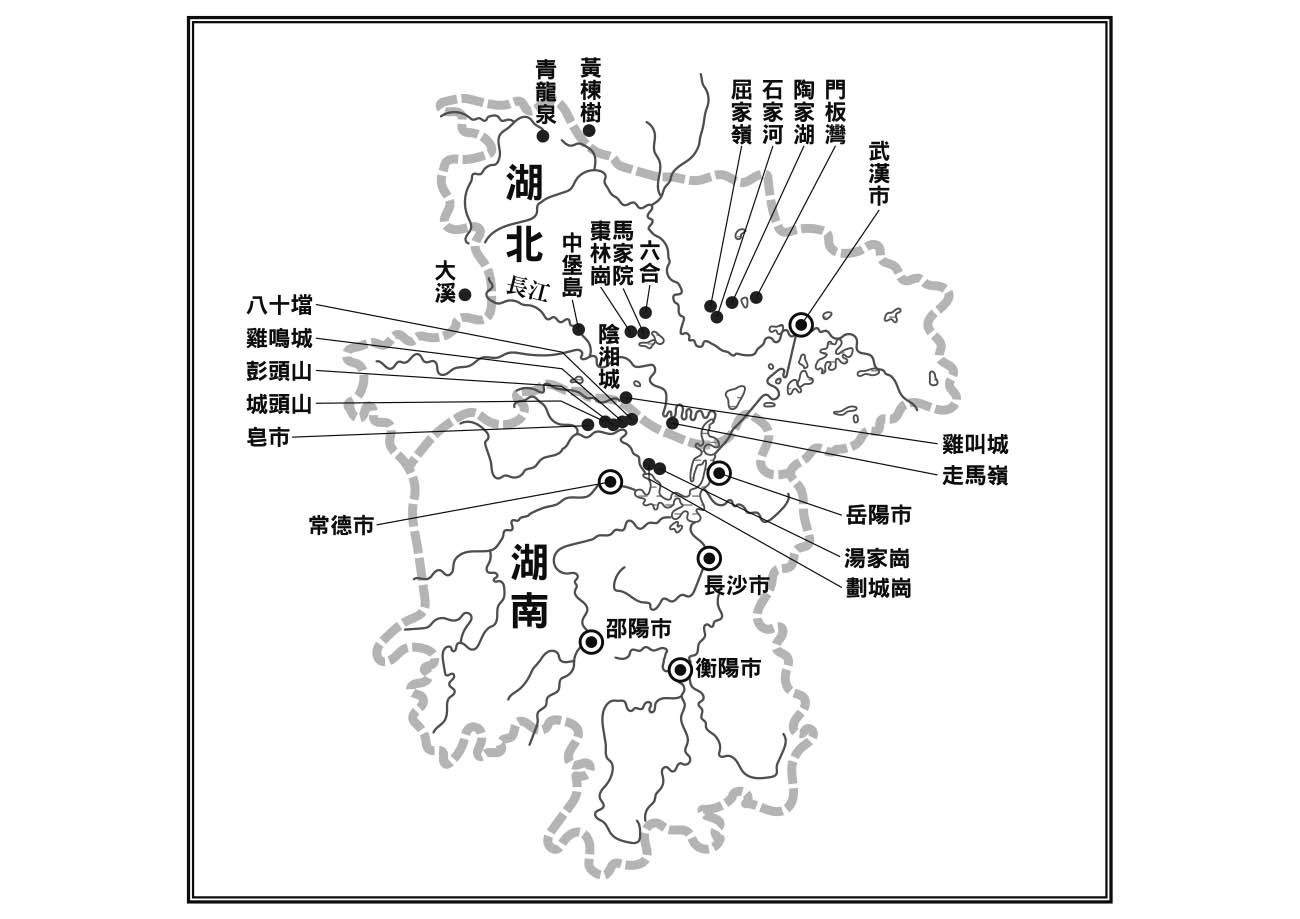 青龍泉
黃棟樹
屈家嶺
石家河
陶家湖
門板灣
武漢市
湖北
長江
大溪
中堡島
棗林崗
馬家院
六合
陰湘城
八十壋
雞鳴城
彭頭山
城頭山
皂市
常德市
雞叫城
走馬嶺
岳陽市
湯家崗
劃城崗
長沙市
湖南
邵陽市
衡陽市